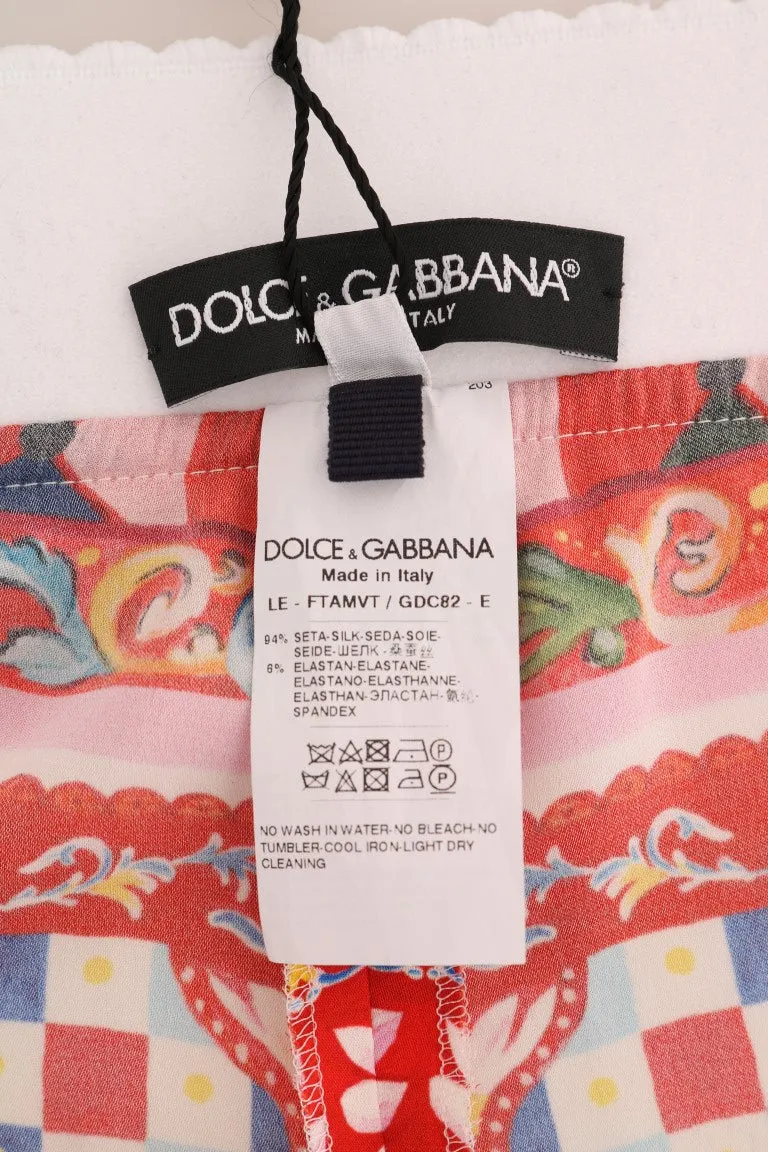 DOLCE & GABBANA®
ITALY
203
DOLCE & GABBANA
Made in Italy
LE - FTAMVT / GDC82 - E
94% SETA-SILK-SEDA-SOIE-
SEIDE-ШЕЛК-桑蚕丝
6% ELASTAN-ELASTANE-
ELASTANO-ELASTHANNE-
ELASTHAN-ЭЛАСТАН-氨纶-
SPANDEX
P
P
NO WASH IN WATER-NO BLEACH-NO
TUMBLER-COOL IRON-LIGHT DRY
CLEANING